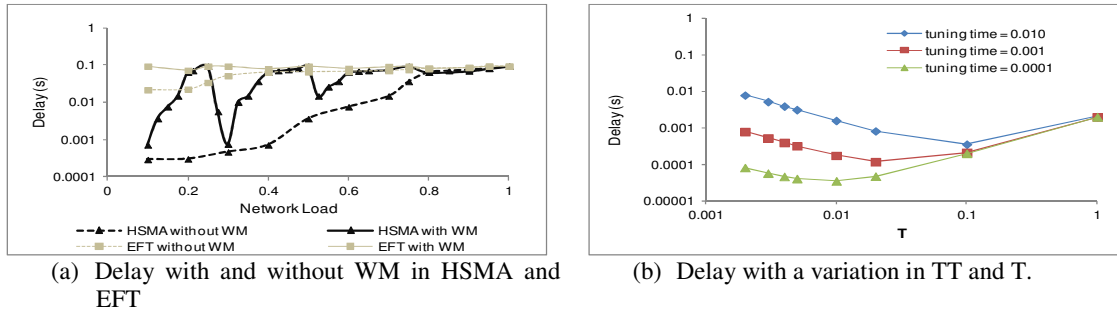 1
0.1
0.01
0.001
0.0001
Delay (s)
0
0.2
0.4
0.6
0.8
1
Network Load
HSMA without WM
HSMA with WM
EFT without WM
EFT with WM
(a) Delay with and without WM in HSMA and
EFT
1
0.1
0.01
0.001
0.0001
0.00001
Delay (s)
tuning time = 0.010
tuning time = 0.001
tuning time = 0.0001
0.001
0.01
0.1
1
T
(b) Delay with a variation in TT and T.